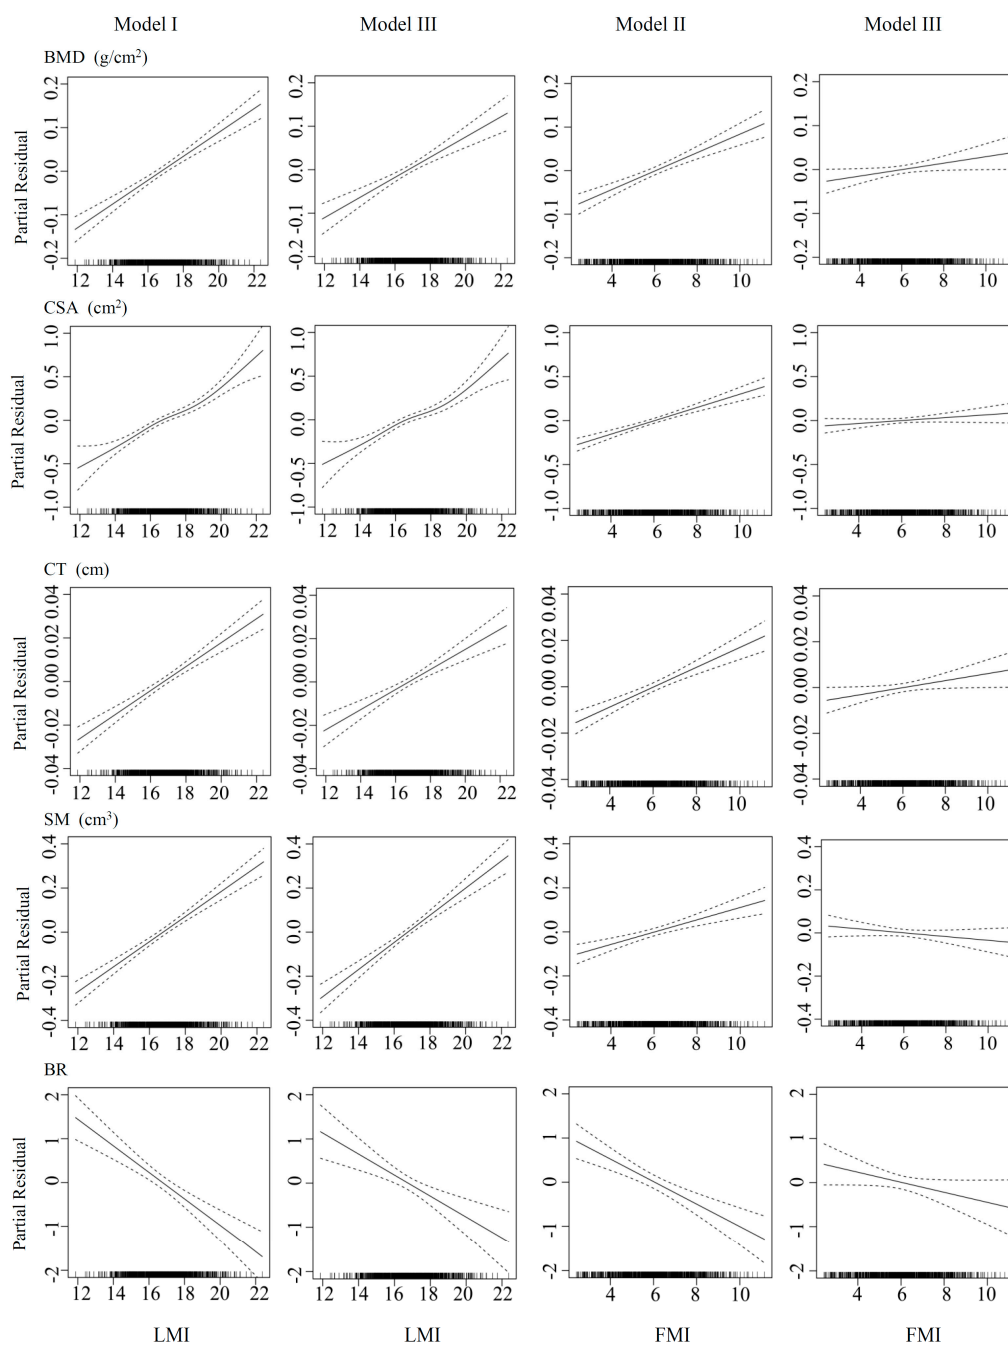 Model I Model III Model II Model III
BMD (g/cm²)
Partial Residual
-0.2 -0.1 0.0 0.1 0.2
12 14 16 18 20 22
-0.2 -0.1 0.0 0.1 0.2
12 14 16 18 20 22
-0.2 -0.1 0.0 0.1 0.2
4 6 8 10
-0.2 -0.1 0.0 0.1 0.2
4 6 8 10
CSA (cm²)
Partial Residual
-1.0 -0.5 0.0 0.5 1.0
12 14 16 18 20 22
-1.0 -0.5 0.0 0.5 1.0
12 14 16 18 20 22
-1.0 -0.5 0.0 0.5 1.0
4 6 8 10
-1.0 -0.5 0.0 0.5 1.0
4 6 8 10
CT (cm)
Partial Residual
-0.04 -0.02 0.00 0.02 0.04
12 14 16 18 20 22
-0.04 -0.02 0.00 0.02 0.04
12 14 16 18 20 22
-0.04 -0.02 0.00 0.02 0.04
4 6 8 10
-0.04 -0.02 0.00 0.02 0.04
4 6 8 10
SM (cm³)
Partial Residual
-0.4 -0.2 0.0 0.2 0.4
12 14 16 18 20 22
-0.4 -0.2 0.0 0.2 0.4
12 14 16 18 20 22
-0.4 -0.2 0.0 0.2 0.4
4 6 8 10
-0.4 -0.2 0.0 0.2 0.4
4 6 8 10
BR
Partial Residual
-2 -1 0 1 2
12 14 16 18 20 22
-2 -1 0 1 2
12 14 16 18 20 22
-2 -1 0 1 2
4 6 8 10
-2 -1 0 1 2
4 6 8 10
LMI LMI FMI FMI